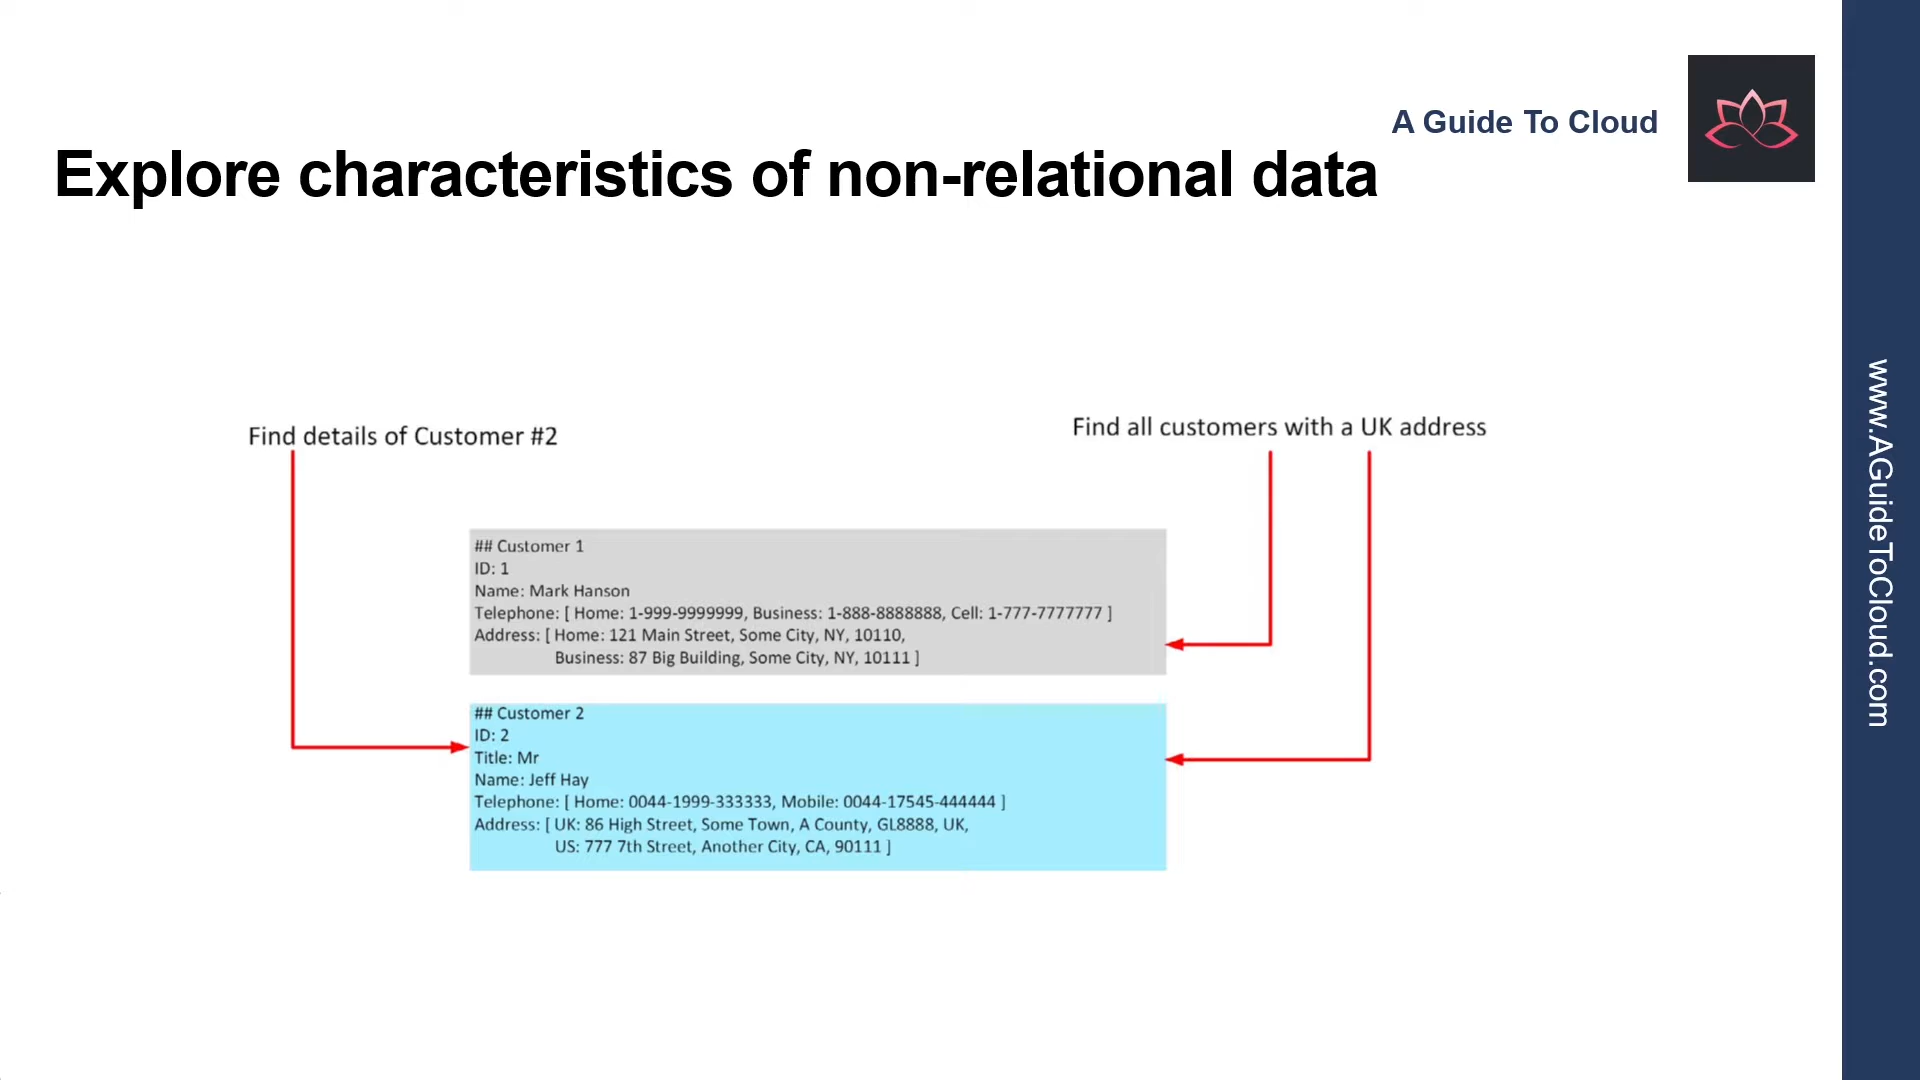 A Guide To Cloud
Explore characteristics of non-relational data
Find details of Customer #2
Find all customers with a UK address
## Customer 1
ID: 1
Name: Mark Hanson
Telephone: [ Home: 1-999-9999999, Business: 1-888-8888888, Cell: 1-777-7777777 ]
Address: [ Home: 121 Main Street, Some City, NY, 10110,
Business: 87 Big Building, Some City, NY, 10111 ]
## Customer 2
ID: 2
Title: Mr
Name: Jeff Hay
Telephone: [ Home: 0044-1999-333333, Mobile: 0044-17545-444444 ]
Address: [ UK: 86 High Street, Some Town, A County, GL8888, UK,
US: 777 7th Street, Another City, CA, 90111 ]
www.AGuideToCloud.com